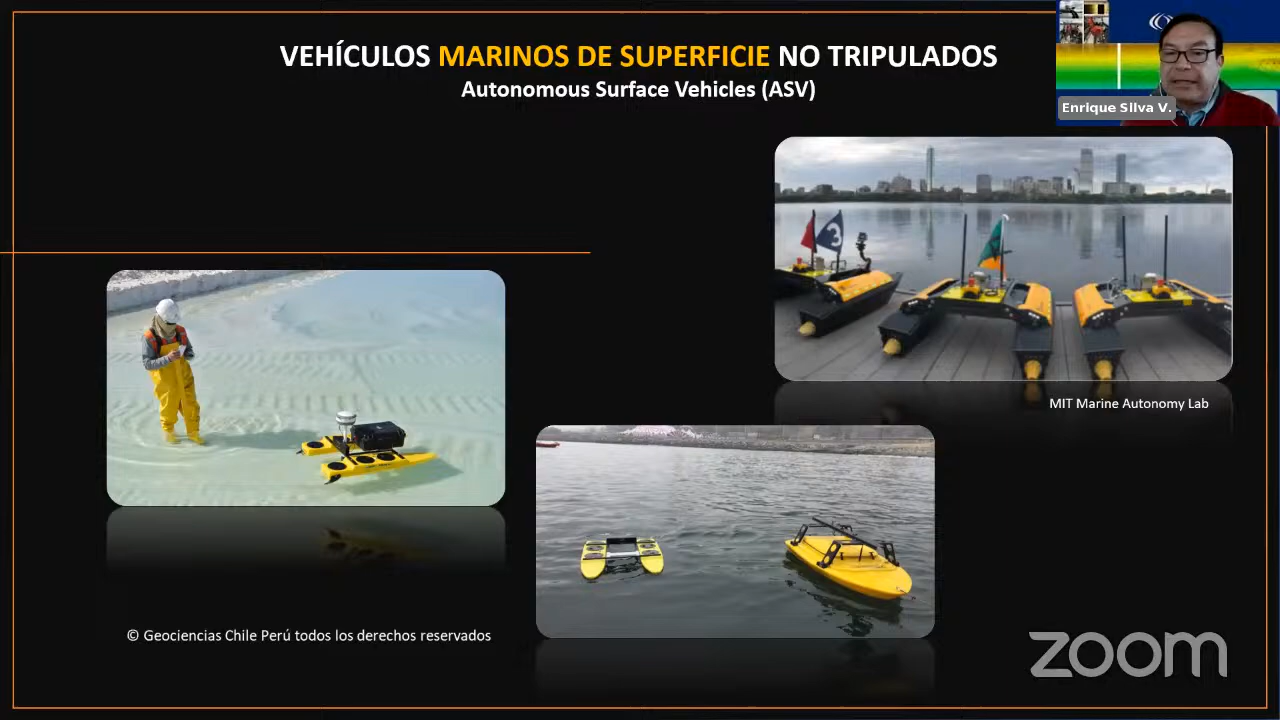 VEHÍCULOS MARINOS DE SUPERFICIE NO TRIPULADOS
Autonomous Surface Vehicles (ASV)
Enrique Silva V.
3
MIT Marine Autonomy Lab
© Geociencias Chile Perú todos los derechos reservados
zoom